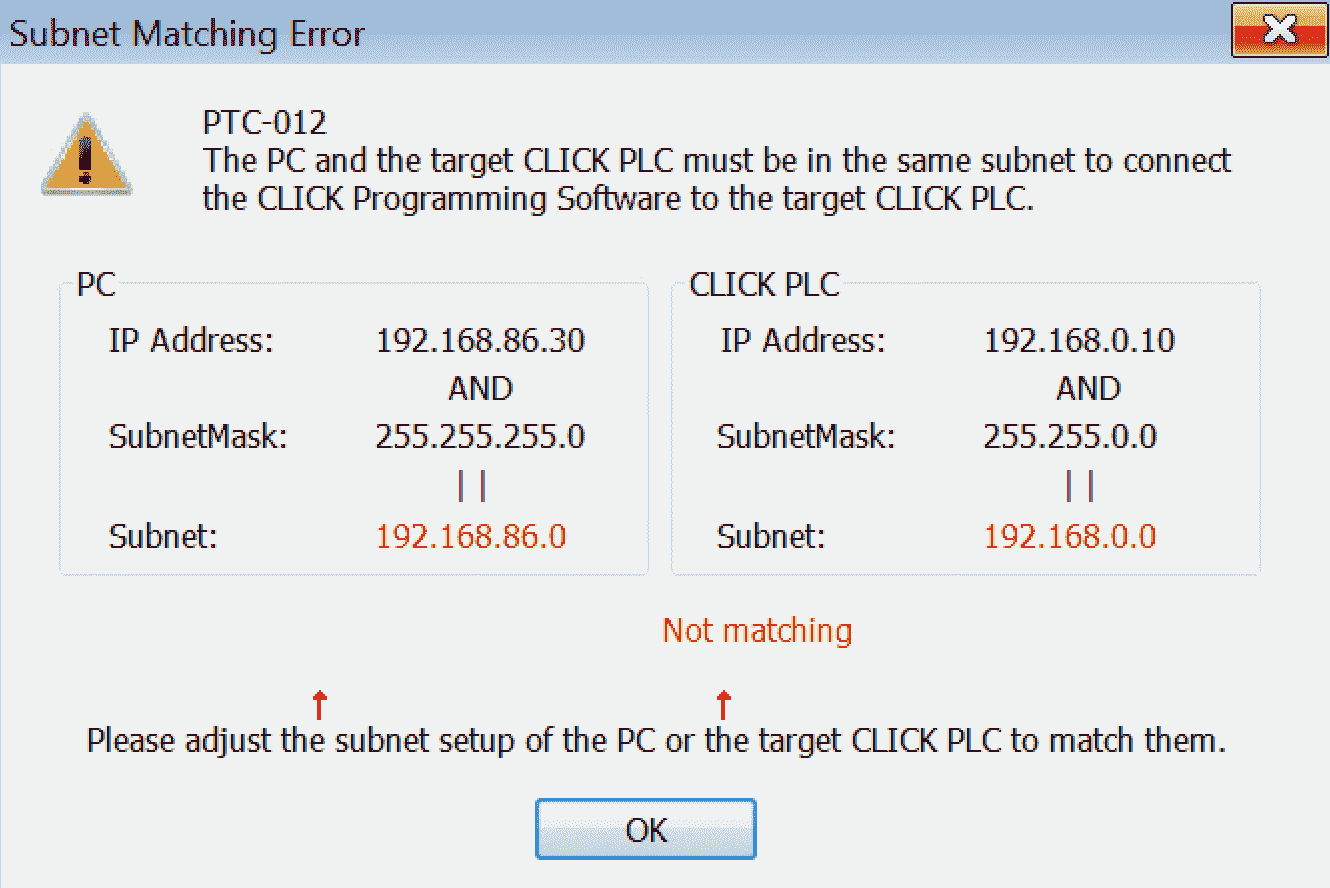 Subnet Matching Error
PTC-012
The PC and the target CLICK PLC must be in the same subnet to connect
the CLICK Programming Software to the target CLICK PLC.
PC
IP Address: 192.168.86.30
AND
SubnetMask: 255.255.255.0
||
Subnet: 192.168.86.0
CLICK PLC
IP Address: 192.168.0.10
AND
SubnetMask: 255.255.0.0
||
Subnet: 192.168.0.0
Not matching
Please adjust the subnet setup of the PC or the target CLICK PLC to match them.
OK